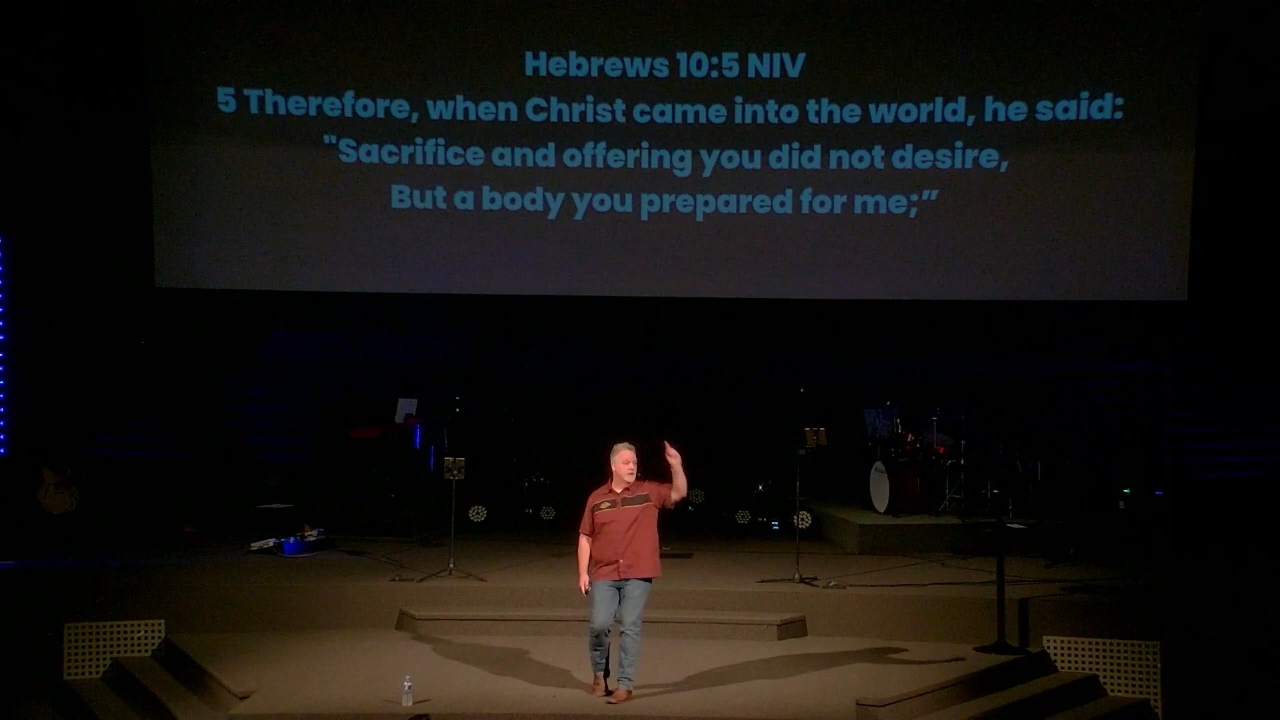 Hebrews 10:5 NIV
5 Therefore, when Christ came into the world, he said:
"Sacrifice and offering you did not desire,
But a body you prepared for me;”